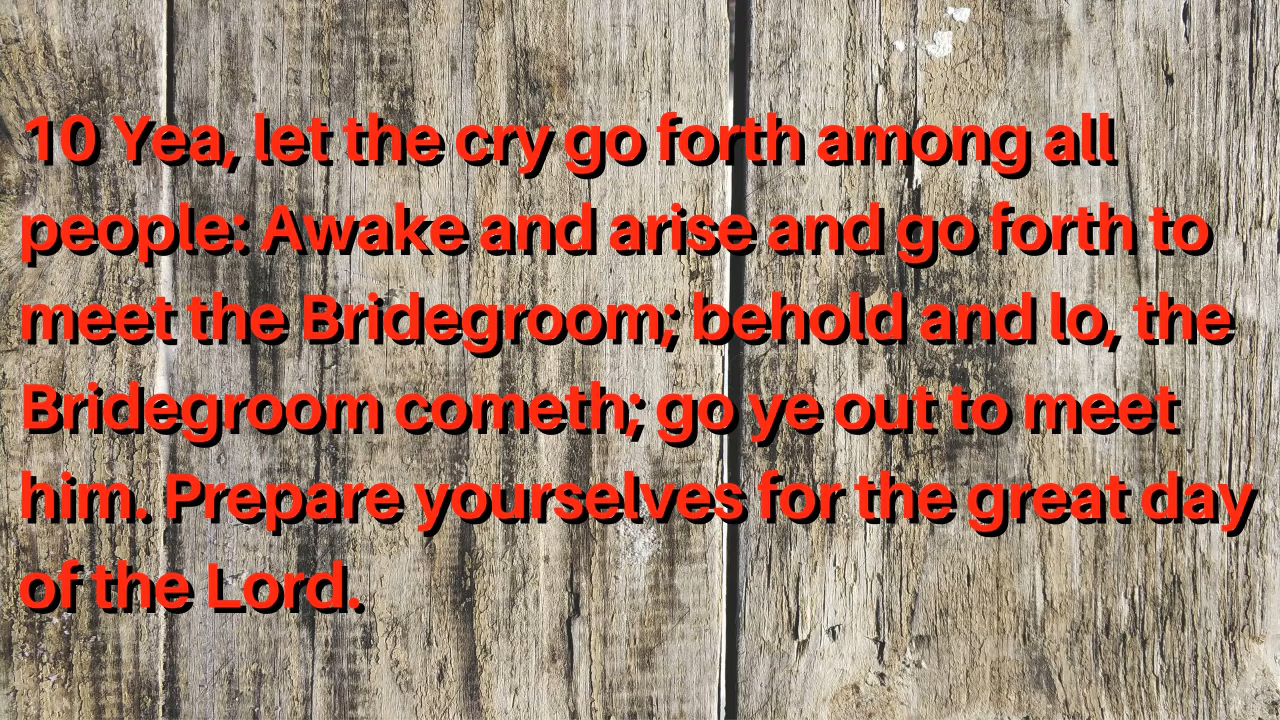 10 Yea, let the cry go forth among all
people: Awake and arise and go forth to
meet the Bridegroom; behold and lo, the
Bridegroom cometh; go ye out to meet
him. Prepare yourselves for the great day
of the Lord.